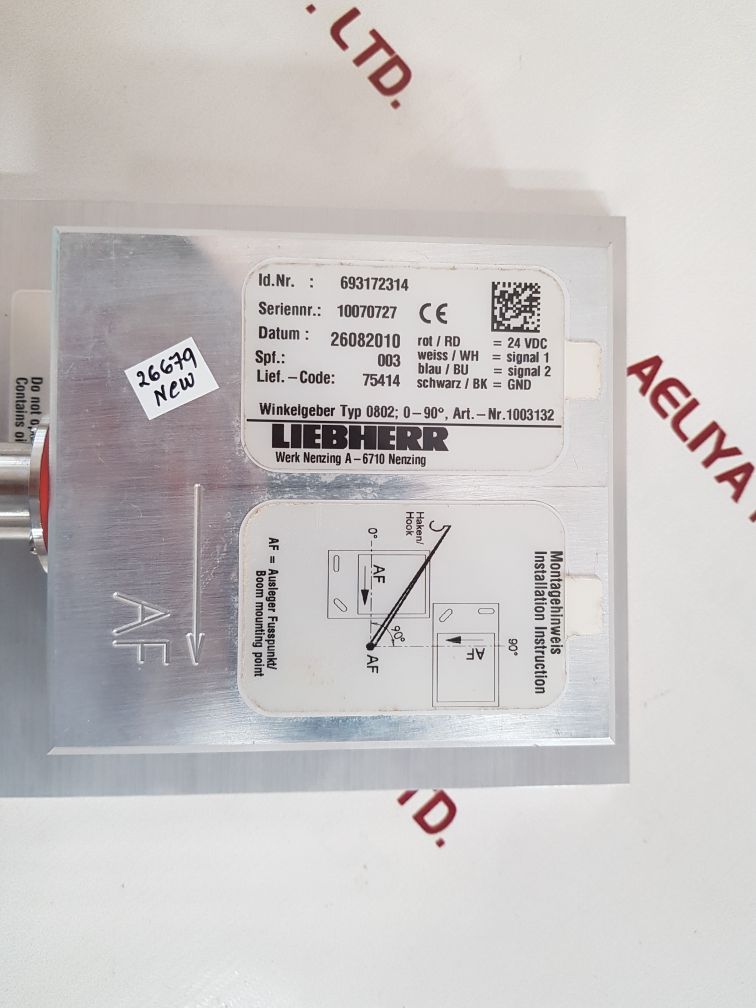 . LTD.
Id.Nr. : 693172314
Seriennr.: 10070727
CE
Datum : 26082010
Spf.: 003
Lief.-Code: 75414
rot / RD = 24 VDC
weiss / WH = signal 1
blau / BU = signal 2
schwarz / BK = GND
Winkelgeber Typ 0802; 0-90°, Art.-Nr.1003132
LIEBHERR
Werk Nenzing A-6710 Nenzing
26679
NEW
Do not
Contains
AF
Montagehinweis
Installation Instruction
Haken/
Hook
0°
AF
90°
AF
AF
90°
AF = Ausleger Fusspunkt/
Boom mounting point
AELIYA
TD.